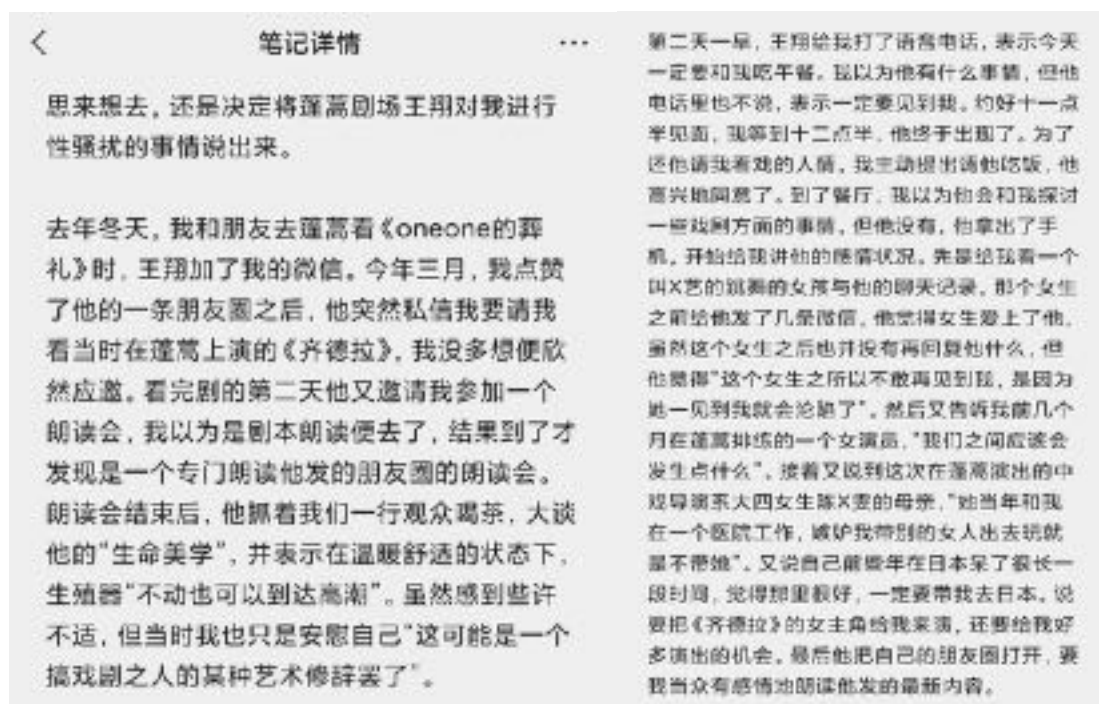 笔记详情
思来想去，还是决定将蓬蒿剧场王翔对我进行
性骚扰的事情说出来。
去年冬天，我和朋友去蓬蒿看《oneone的葬
礼》时，王翔加了我的微信。今年三月，我点赞
了他的一条朋友圈之后，他突然私信我要请我
看当时在蓬蒿上演的《齐德拉》，我没多想便欣
然应邀。看完剧的第二天他又邀请我参加一个
朗读会，我以为是剧本朗读便去了，结果到了才
发现是一个专门朗读他发的朋友圈的朗读会。
朗读会结束后，他抓着我们一行观众喝茶，大谈
他的“生命美学”，并表示在温暖舒适的状态下，
生殖器“不动也可以到达高潮”。虽然感到些许
不适，但当时我也只是安慰自己“这可能是一个
搞戏剧之人的某种艺术修辞罢了”。
第二天一早，王翔给我打了语音电话，表示今天
一定要和我吃午餐。我以为他有什么事情，但他
电话里也不说，表示一定要见到我。约好十一点
半见面，我等到十二点半，他终于出现了。为了
还他请我看戏的人情，我主动提出请他吃饭，他
高兴地同意了。到了餐厅，我以为他会和我探讨
一些戏剧方面的事情，但他没有，他拿出了手
机，开始给我讲他的感情状况。先是给我看一个
叫X艺的跳舞的女孩与他的聊天记录。那个女生
之前给他发了几条微信，他觉得女生爱上了他，
虽然这个女生之后也并没有再回复他什么，但
他觉得“这个女生之所以不敢再见到我，是因为
她一见到我就会沦陷了”。然后又告诉我前几个
月在蓬蒿排练的一个女演员，“我们之间应该会
发生点什么”。接着又说到这次在蓬蒿演出的中
戏导演系大四女生陈X雯的母亲，“她当年和我
在一个医院工作，嫉妒我带别的女人出去玩就
是不带她”。又说自己前些年在日本呆了很长一
段时间，觉得那里很好，一定要带我去日本。说
要把《齐德拉》的女主角给我来演，还要给我好
多演出的机会。最后他把自己的朋友圈打开，要
我当众有感情地朗读他发的最新内容。